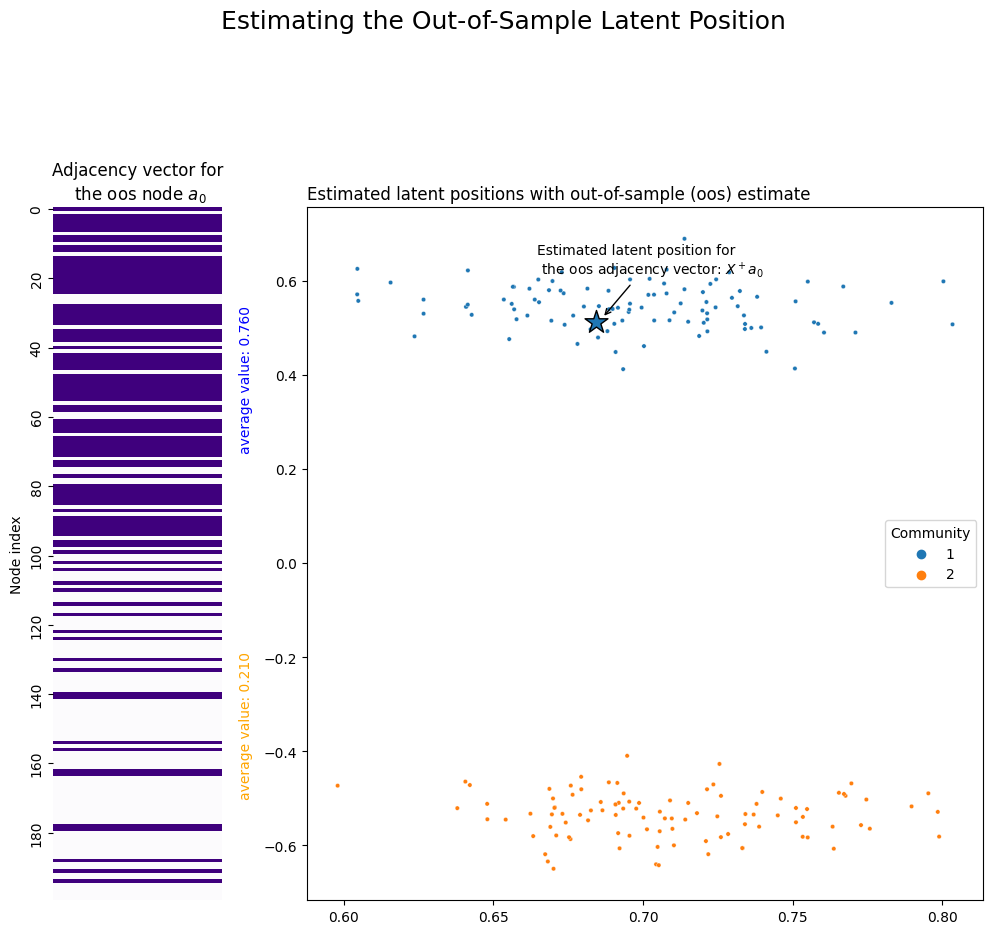 Estimating the Out-of-Sample Latent Position
Adjacency vector for
the oos node a₀
Node index
0
20
40
60
80
100
120
140
160
180
average value: 0.760
average value: 0.210
Estimated latent positions with out-of-sample (oos) estimate
Estimated latent position for
the oos adjacency vector: X⁺a₀
0.6
0.4
0.2
0.0
−0.2
−0.4
−0.6
0.60
0.65
0.70
0.75
0.80
Community
1
2